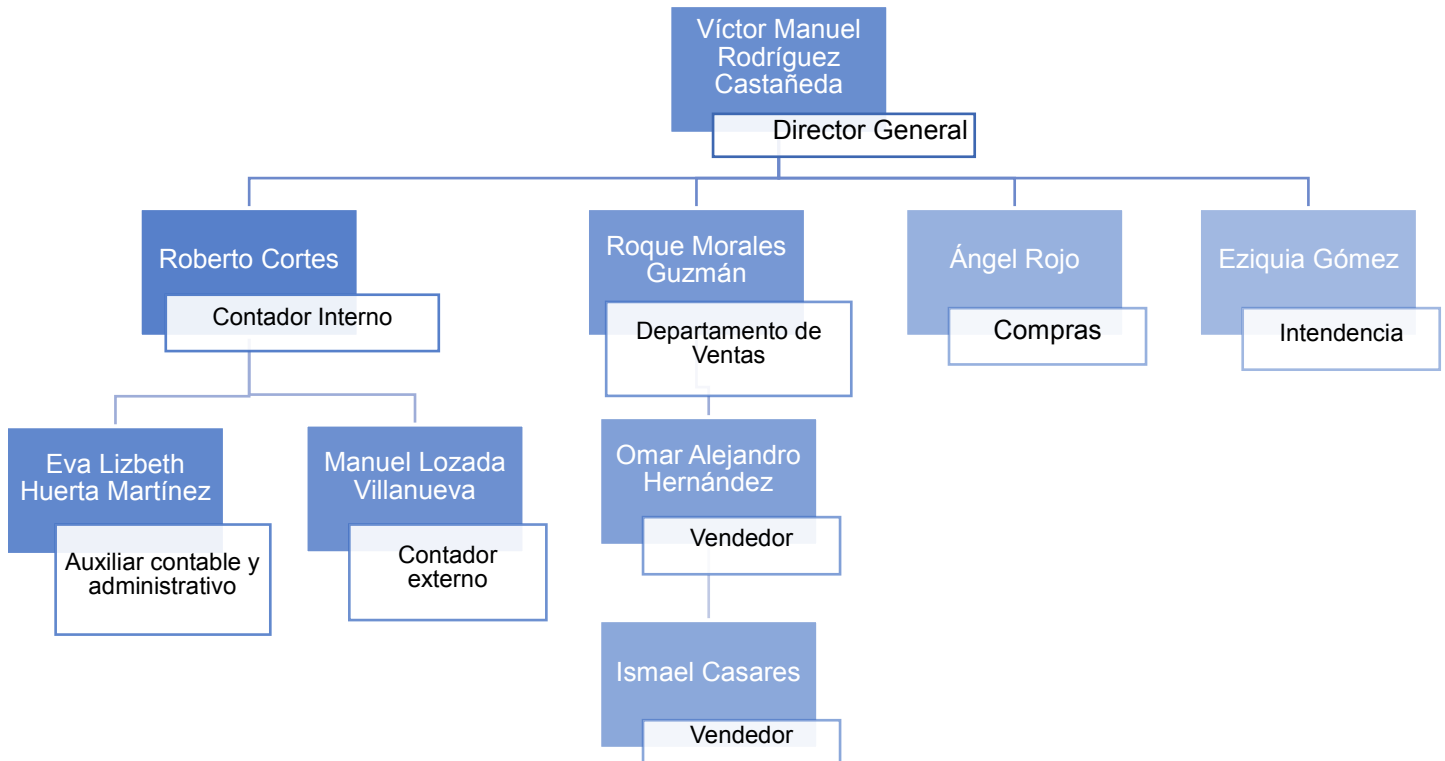 Víctor Manuel
Rodríguez
Castañeda
Director General
Roberto Cortes
Contador Interno
Roque Morales
Guzmán
Departamento de
Ventas
Ángel Rojo
Compras
Eziquia Gómez
Intendencia
Eva Lizbeth
Huerta Martínez
Auxiliar contable y
administrativo
Manuel Lozada
Villanueva
Contador
externo
Omar Alejandro
Hernández
Vendedor
Ismael Casares
Vendedor